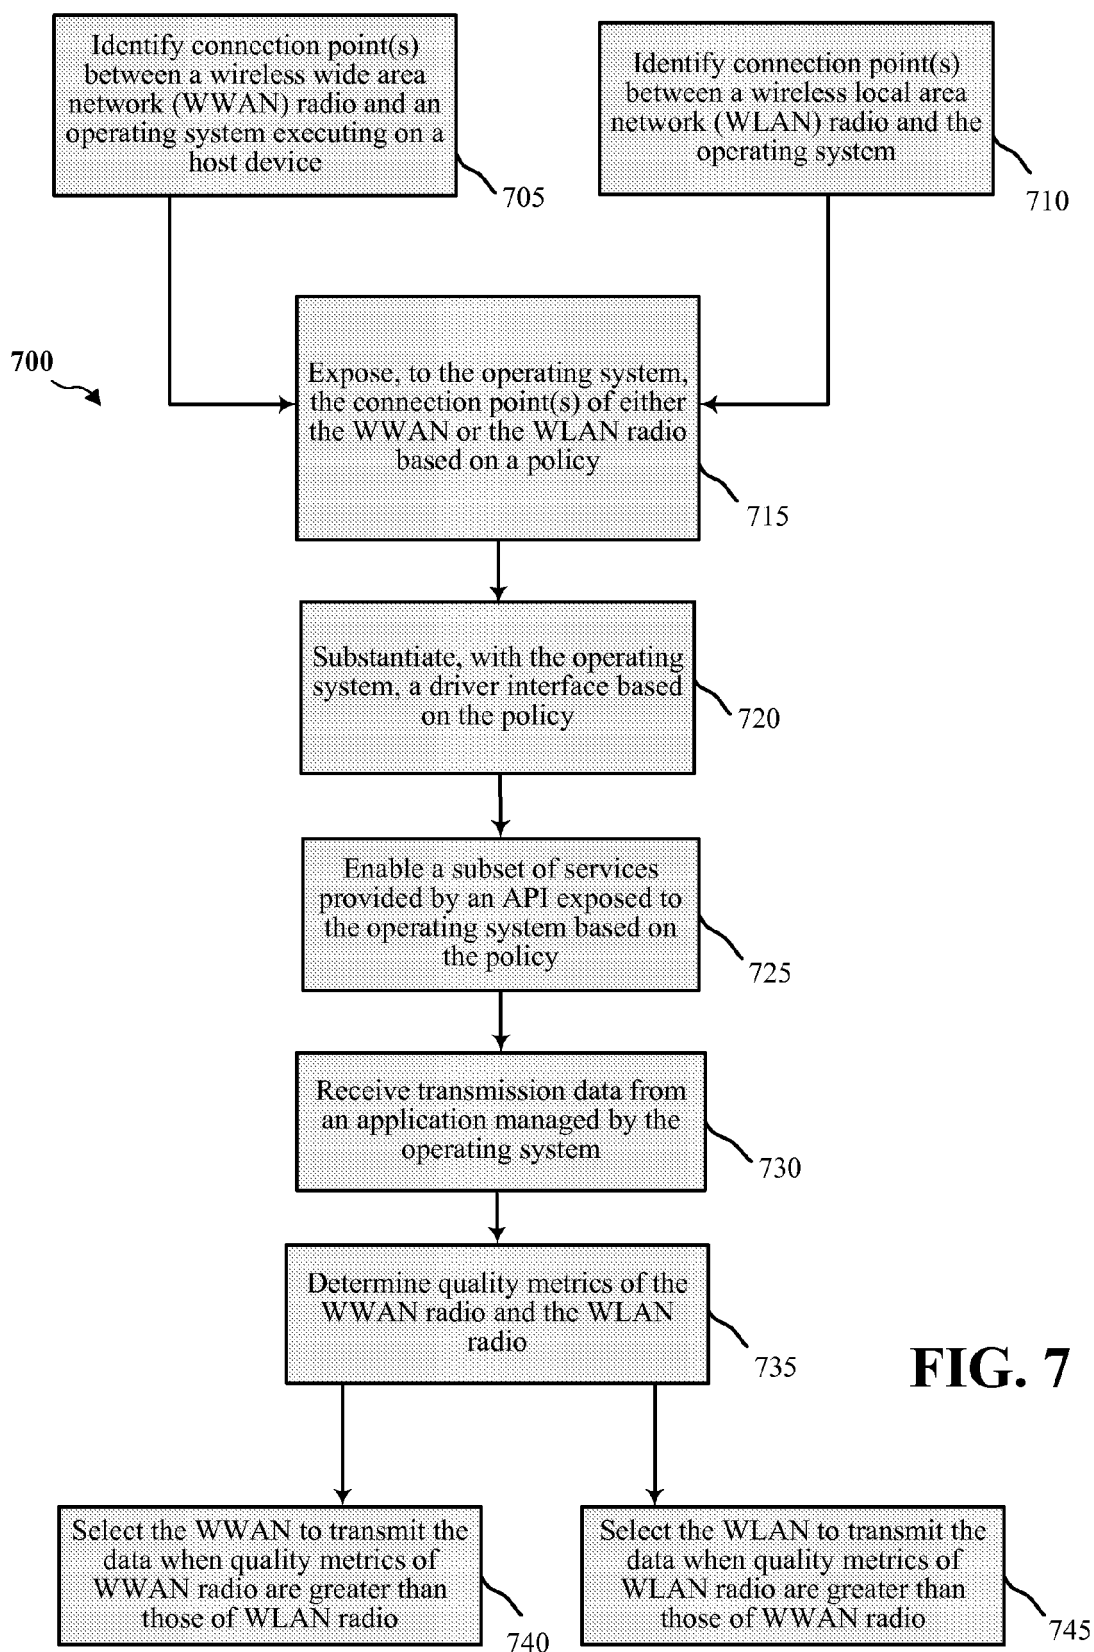 Identify connection point(s)
between a wireless wide area
network (WWAN) radio and an
operating system executing on a
host device
705
Identify connection point(s)
between a wireless local area
network (WLAN) radio and the
operating system
710
700
Expose, to the operating system,
the connection point(s) of either
the WWAN or the WLAN radio
based on a policy
715
Substantiate, with the operating
system, a driver interface based
on the policy
720
Enable a subset of services
provided by an API exposed to
the operating system based on
the policy
725
Receive transmission data from
an application managed by the
operating system
730
Determine quality metrics of the
WWAN radio and the WLAN
radio
735
FIG. 7
Select the WWAN to transmit the
data when quality metrics of
WWAN radio are greater than
those of WLAN radio
740
Select the WLAN to transmit the
data when quality metrics of
WLAN radio are greater than
those of WWAN radio
745